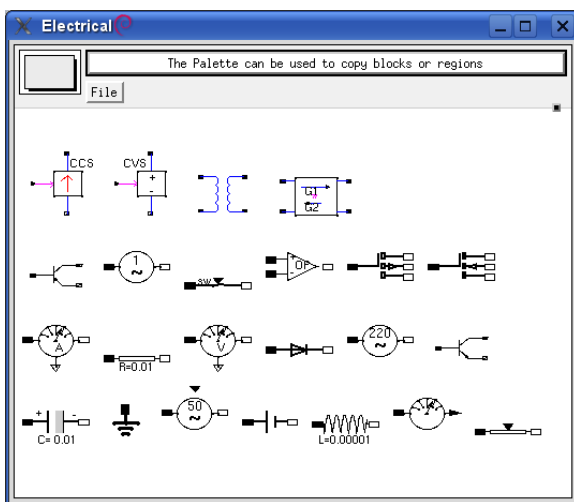 Electrical
The Palette can be used to copy blocks or regions
File
CCS CVS + -
G1
G2
1 ~ SW + - OP
A R=0.01 V 220 ~
+ - C= 0.01 50 ~ L=0.00001